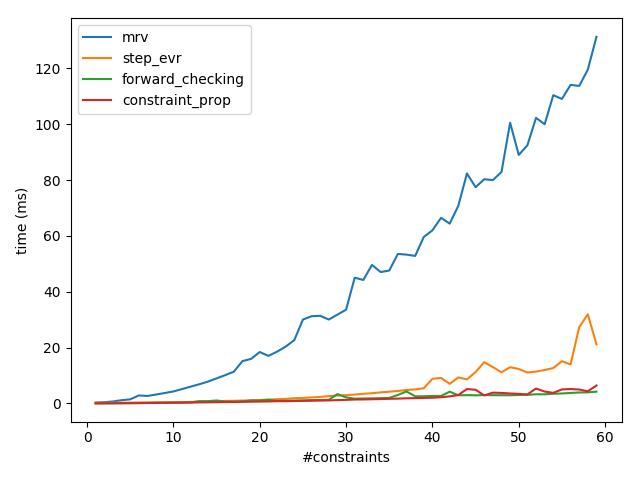 mrv
step_evr
forward_checking
constraint_prop
120
100
80
60
40
20
0
time (ms)
0 10 20 30 40 50 60
#constraints